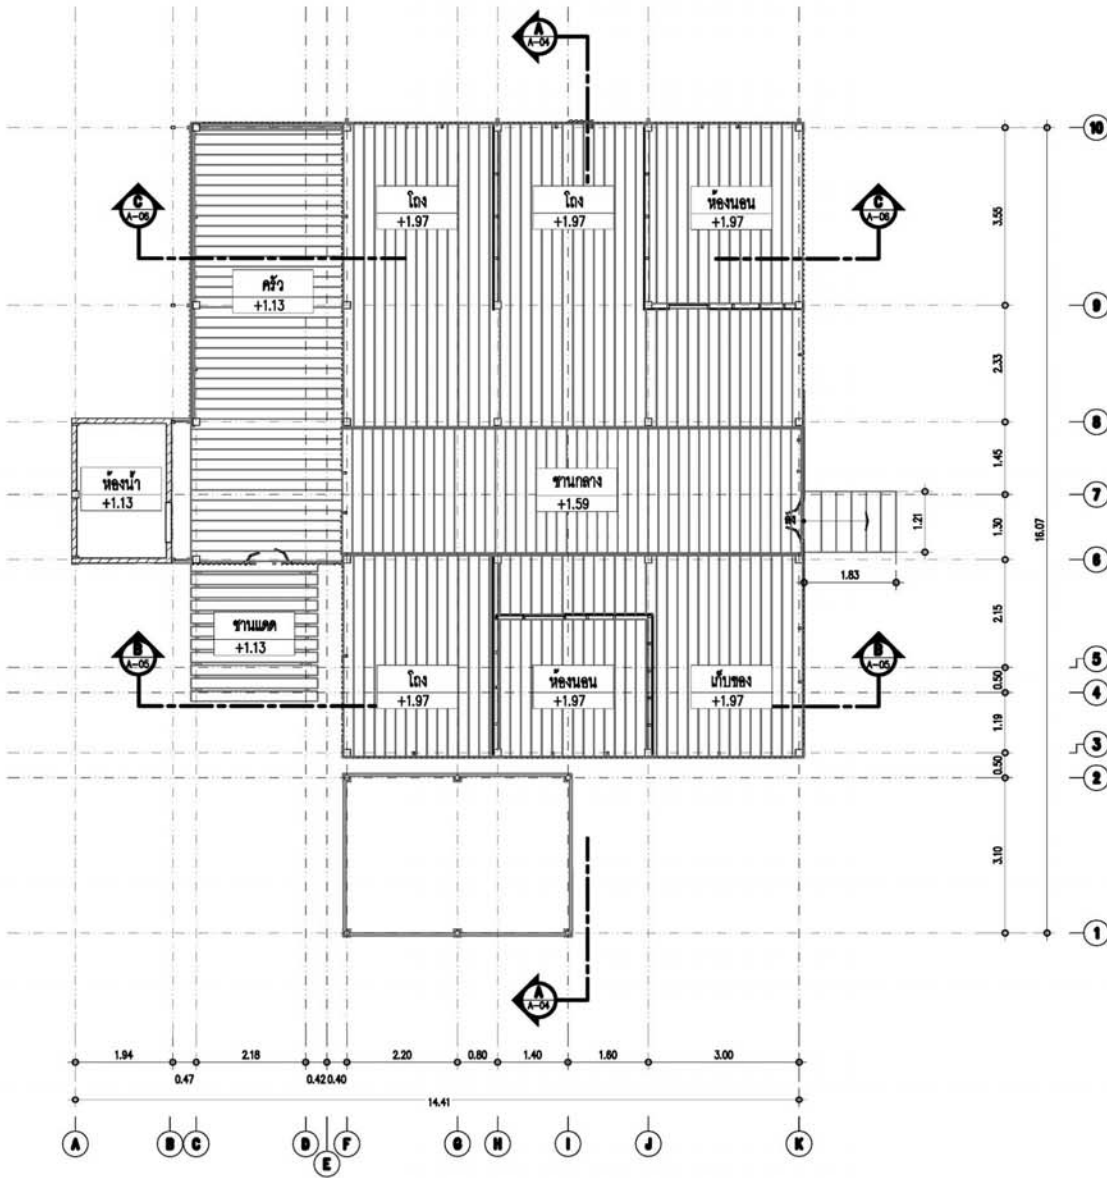 A
A-04
10
โถง
+1.97
โถง
+1.97
ห้องนอน
+1.97
C
A-06
C
A-06
3.55
ครัว
+1.13
9
2.33
16.07
8
1.45
ห้องน้ำ
+1.13
ชานกลาง
+1.59
7
1.21
1.30
6
1.83
2.15
ชานแดด
+1.13
B
A-05
B
A-05
โถง
+1.97
ห้องนอน
+1.97
เก็บของ
+1.97
5
0.50
4
1.19
3
0.50
2
3.10
1
A
A-04
1.94
2.18
2.20
0.80
1.40
1.60
3.00
0.47
0.42
0.40
14.41
A
B
C
D
E
F
G
H
I
J
K